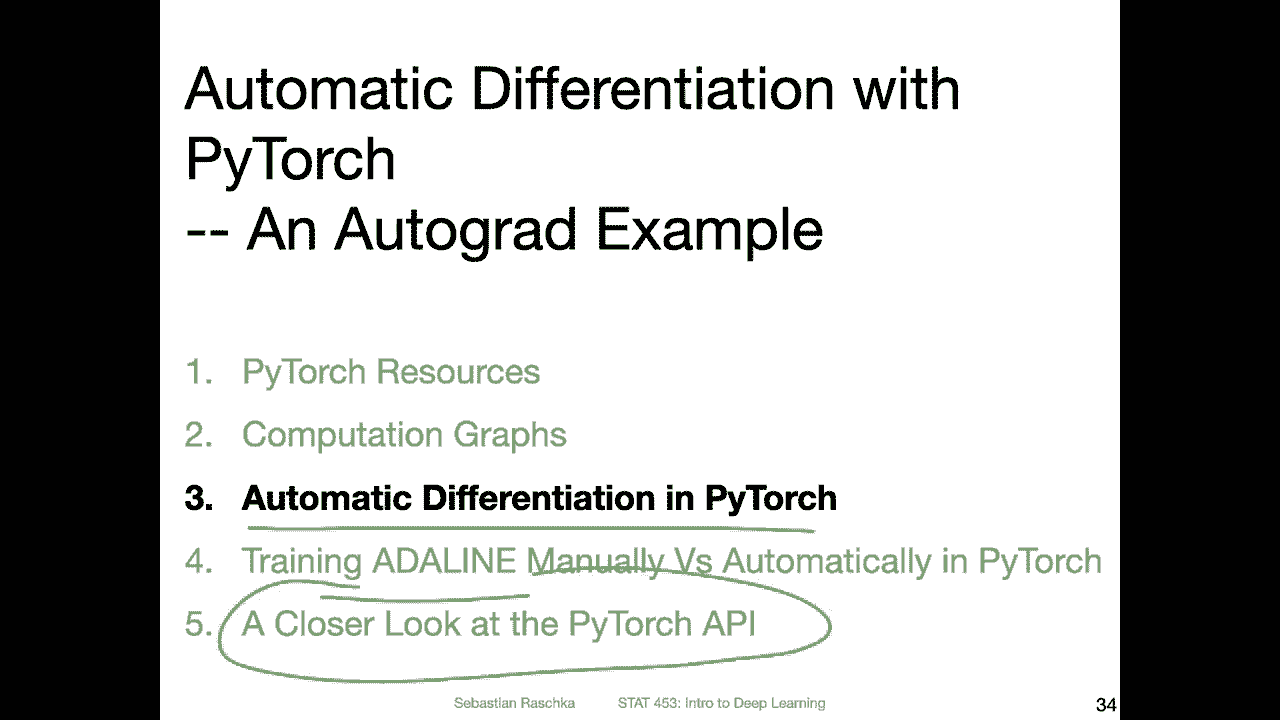 Automatic Differentiation with
PyTorch
-- An Autograd Example
1. PyTorch Resources
2. Computation Graphs
3. Automatic Differentiation in PyTorch
4. Training ADALINE Manually Vs Automatically in PyTorch
5. A Closer Look at the PyTorch API
Sebastian Raschka STAT 453: Intro to Deep Learning 34